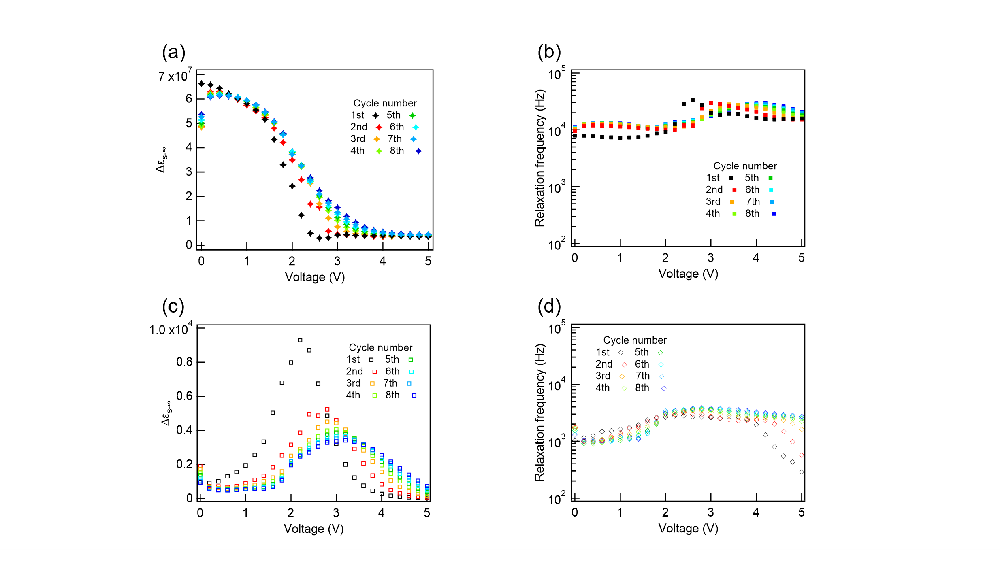 (a)
7 x10^7
6
5
4
3
2
1
0
Δε_{S-∞}
Cycle number
1st 5th
2nd 6th
3rd 7th
4th 8th
0 1 2 3 4 5
Voltage (V)
(b)
10^5
10^4
10^3
10^2
Relaxation frequency (Hz)
Cycle number
1st 5th
2nd 6th
3rd 7th
4th 8th
0 1 2 3 4 5
Voltage (V)
(c)
1.0 x10^4
0.8
0.6
0.4
0.2
0
Δε_{S-∞}
Cycle number
1st 5th
2nd 6th
3rd 7th
4th 8th
0 1 2 3 4 5
Voltage (V)
(d)
10^5
10^4
10^3
10^2
Relaxation frequency (Hz)
Cycle number
1st 5th
2nd 6th
3rd 7th
4th 8th
0 1 2 3 4 5
Voltage (V)